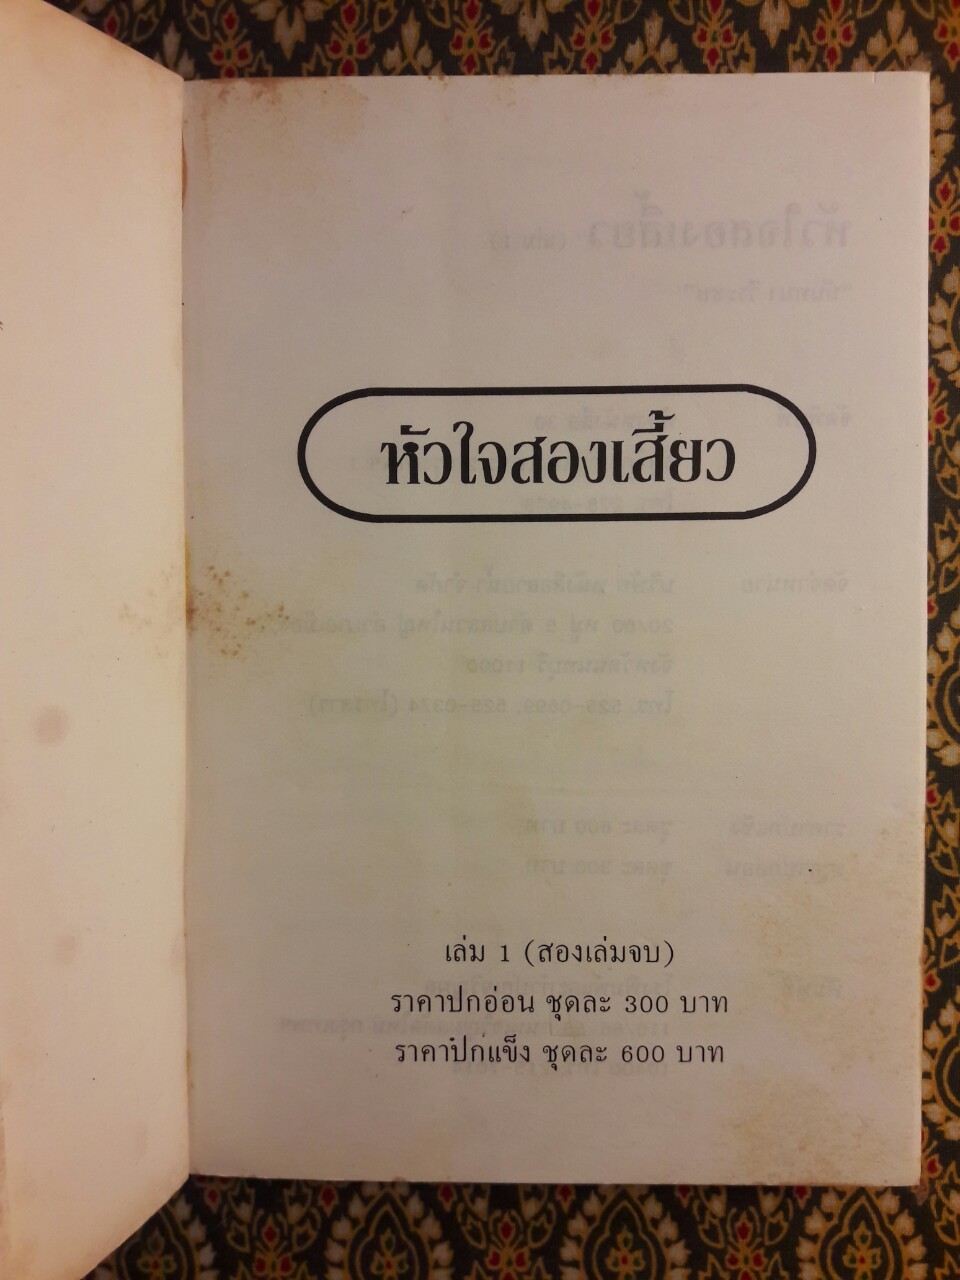 หัวใจสองเสี้ยว
เล่ม 1 (สองเล่มจบ)
ราคาปกอ่อน ชุดละ 300 บาท
ราคาปกแข็ง ชุดละ 600 บาท